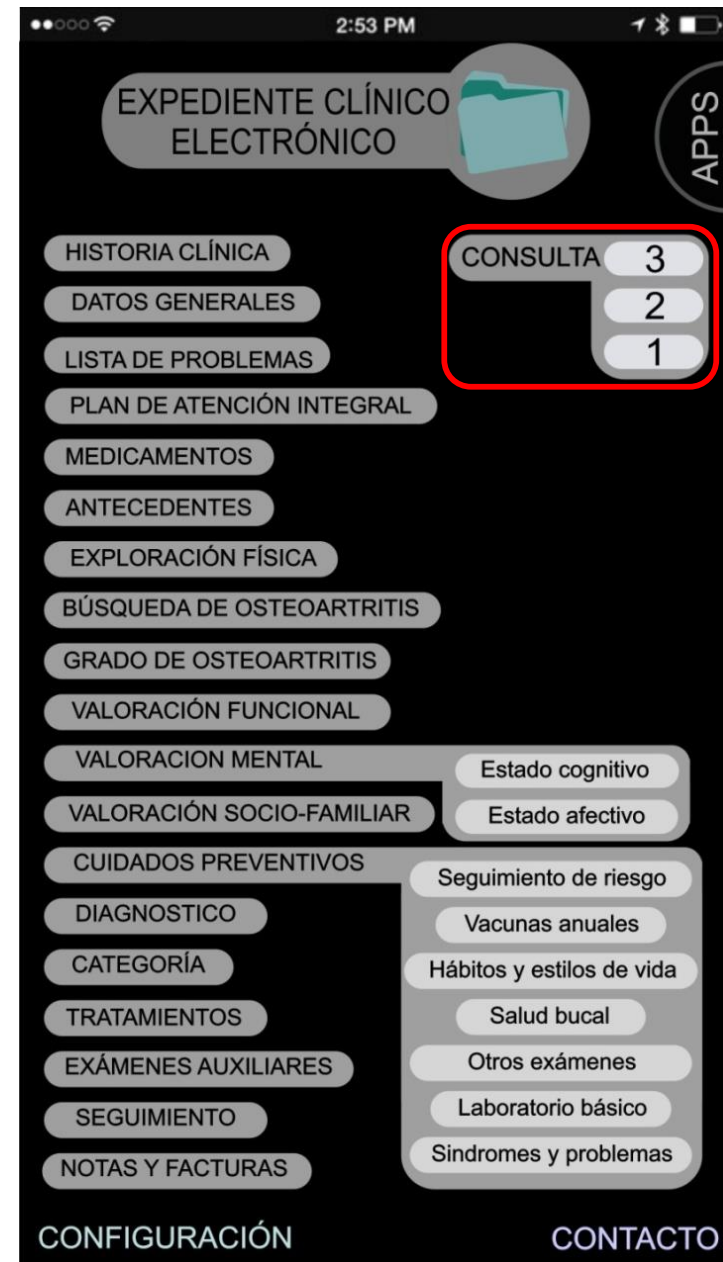 2:53 PM
EXPEDIENTE CLÍNICO
ELECTRÓNICO
APPS
HISTORIA CLÍNICA
CONSULTA 3
DATOS GENERALES
2
LISTA DE PROBLEMAS
1
PLAN DE ATENCIÓN INTEGRAL
MEDICAMENTOS
ANTECEDENTES
EXPLORACIÓN FÍSICA
BÚSQUEDA DE OSTEOARTRITIS
GRADO DE OSTEOARTRITIS
VALORACIÓN FUNCIONAL
VALORACION MENTAL
Estado cognitivo
VALORACIÓN SOCIO-FAMILIAR
Estado afectivo
CUIDADOS PREVENTIVOS
Seguimiento de riesgo
DIAGNOSTICO
Vacunas anuales
CATEGORÍA
Hábitos y estilos de vida
TRATAMIENTOS
Salud bucal
EXÁMENES AUXILIARES
Otros exámenes
SEGUIMIENTO
Laboratorio básico
NOTAS Y FACTURAS
Sindromes y problemas
CONFIGURACIÓN
CONTACTO